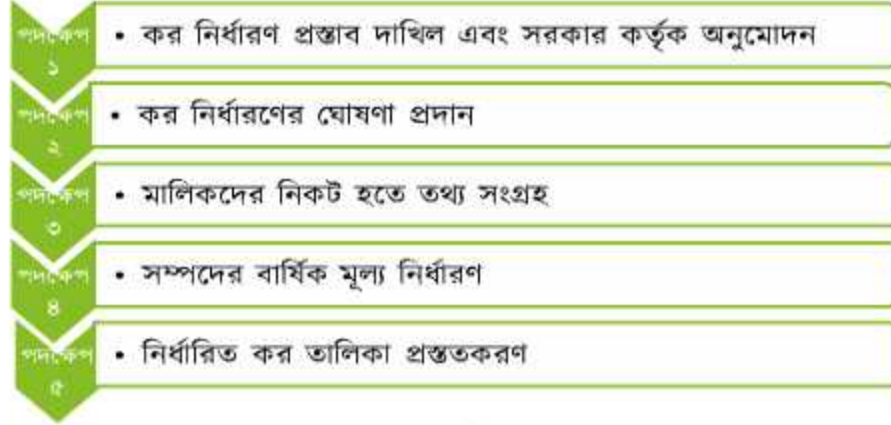 পদক্ষেপ ১ • কর নির্ধারণ প্রস্তাব দাখিল এবং সরকার কর্তৃক অনুমোদন
পদক্ষেপ ২ • কর নির্ধারণের ঘোষণা প্রদান
পদক্ষেপ ৩ • মালিকদের নিকট হতে তথ্য সংগ্রহ
পদক্ষেপ ৪ • সম্পদের বার্ষিক মূল্য নির্ধারণ
পদক্ষেপ ৫ • নির্ধারিত কর তালিকা প্রস্তুতকরণ